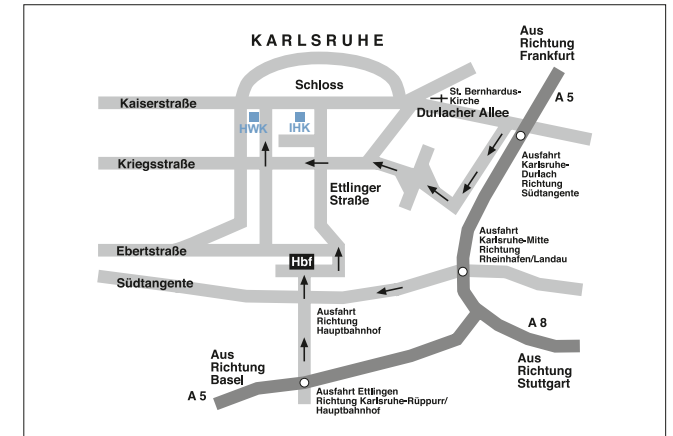 KARLSRUHE
Aus
Richtung
Frankfurt
A 5
Schloss
St. Bernhardus-
Kirche
Kaiserstraße
Durlacher Allee
HWK
IHK
Ausfahrt
Karlsruhe-
Durlach
Richtung
Südtangente
Kriegsstraße
Ettlinger
Straße
Ausfahrt
Karlsruhe-Mitte
Richtung
Rheinhafen/Landau
Ebertstraße
Hbf
Südtangente
Ausfahrt
Richtung
Hauptbahnhof
A 8
Aus
Richtung
Stuttgart
Aus
Richtung
Basel
A 5
Ausfahrt Ettlingen
Richtung Karlsruhe-Rüppurr/
Hauptbahnhof